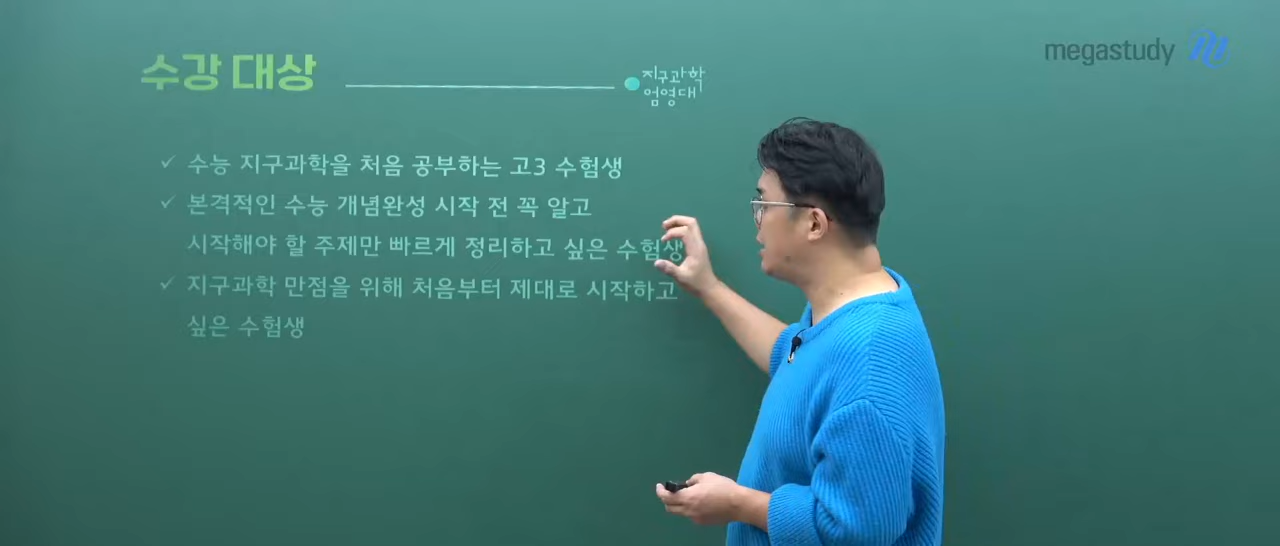 수강 대상
지구과학
엄영대
megastudy
✓ 수능 지구과학을 처음 공부하는 고3 수험생
✓ 본격적인 수능 개념완성 시작 전 꼭 알고
시작해야 할 주제만 빠르게 정리하고 싶은 수험생
✓ 지구과학 만점을 위해 처음부터 제대로 시작하고
싶은 수험생